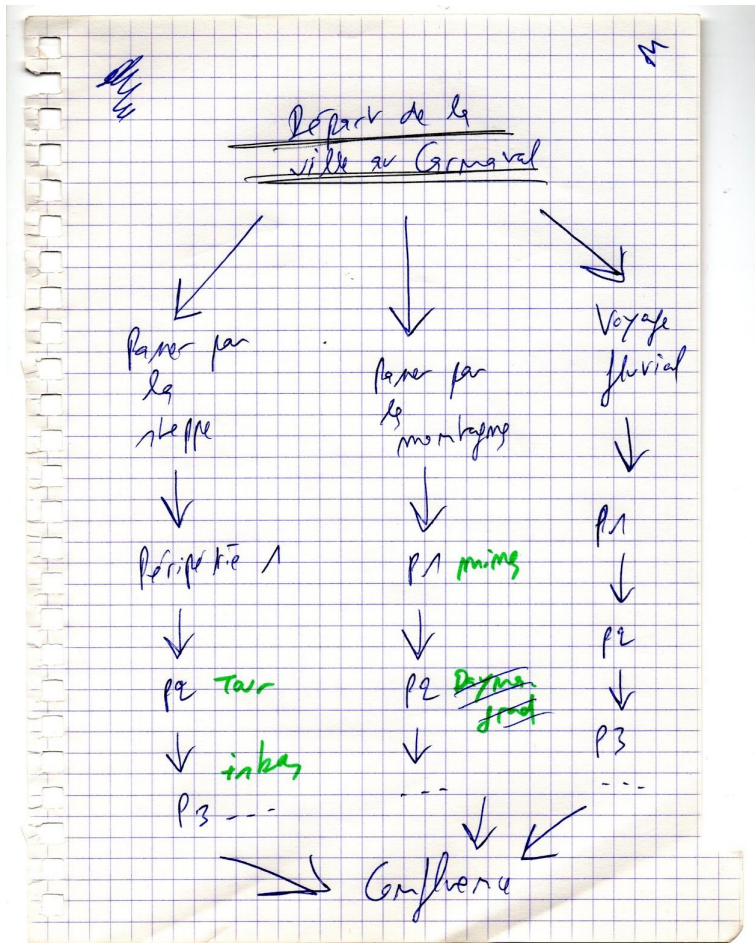 Départ de la
ville au Carnaval
Passer par
la
steppe
Péripétie 1
P2 Tour
P3 ---
Passer par
la
montagne
P1 mine
P2
---
Voyage
fluvial
P1
P2
P3
---
Confluence